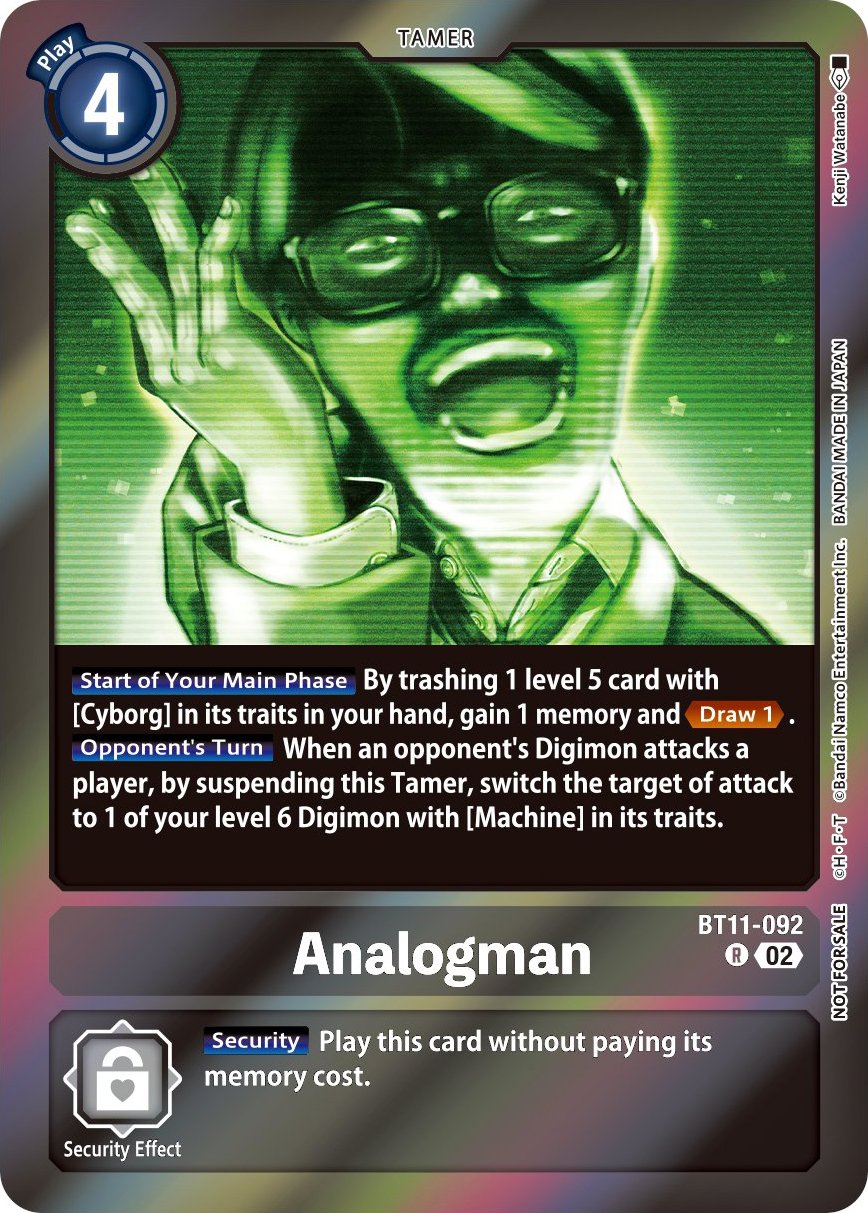 TAMER
Play
4
Kenji Watanabe
Start of Your Main Phase By trashing 1 level 5 card with
[Cyborg] in its traits in your hand, gain 1 memory and Draw 1 .
Opponent's Turn When an opponent's Digimon attacks a
player, by suspending this Tamer, switch the target of attack
to 1 of your level 6 Digimon with [Machine] in its traits.
NOT FOR SALE ©H・F・T ©Bandai Namco Entertainment Inc. BANDAI MADE IN JAPAN
BT11-092
Analogman
R 02
Security Play this card without paying its
memory cost.
Security Effect